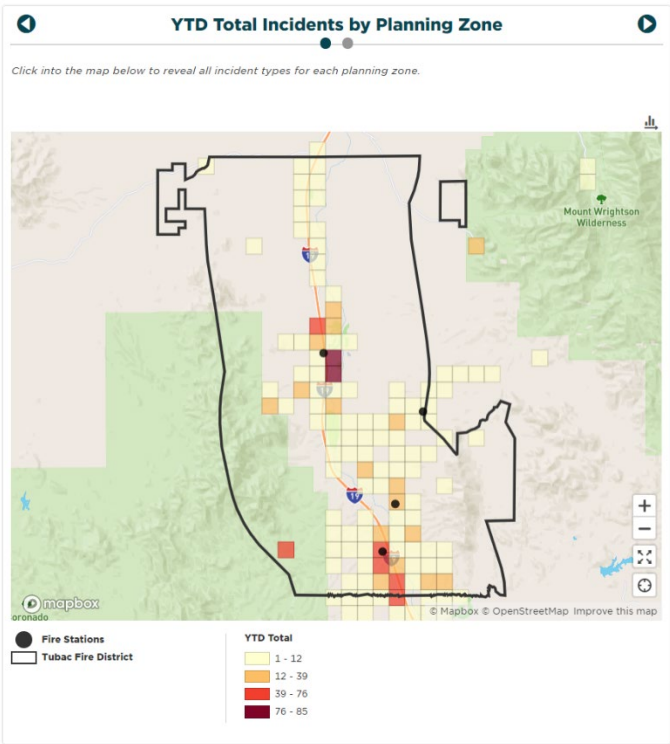 YTD Total Incidents by Planning Zone
Click into the map below to reveal all incident types for each planning zone.
Mount Wrightson
Wilderness
19
mapbox
oronado
© Mapbox © OpenStreetMap Improve this map
Fire Stations
Tubac Fire District
YTD Total
1 - 12
12 - 39
39 - 76
76 - 85